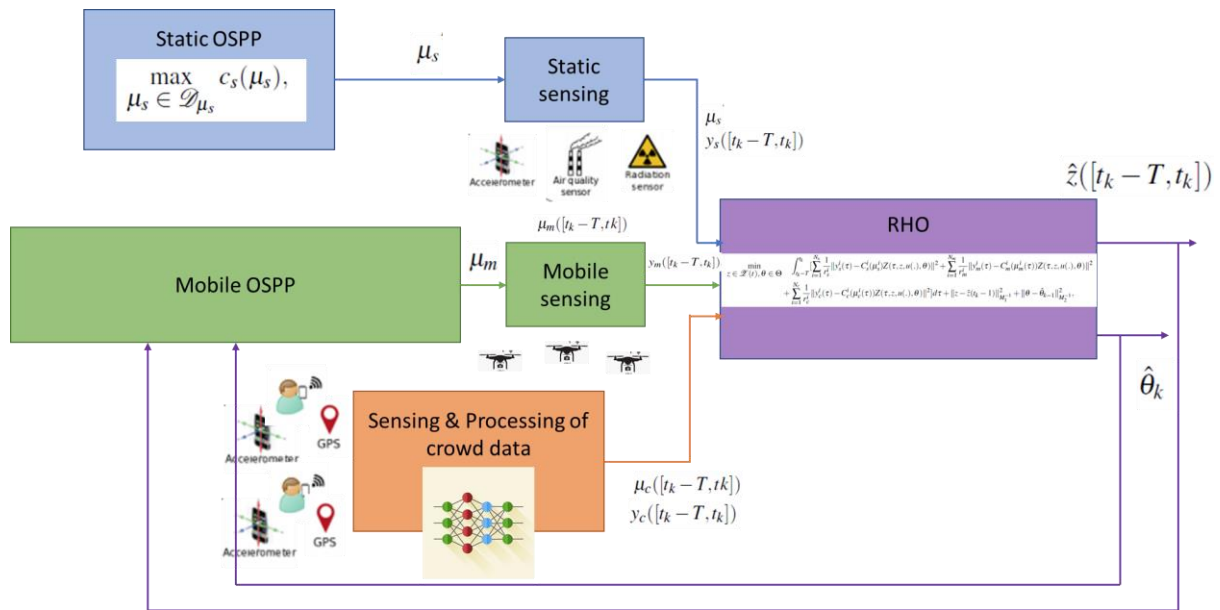 Static OSPP
max c_s(μ_s),
μ_s ∈ 𝒟_{μ_s}
μ_s
Static
sensing
μ_s
y_s([t_k − T, t_k])
Accelerometer
Air quality
sensor
Radiation
sensor
ẑ([t_k − T, t_k])
Mobile OSPP
μ_m
μ_m([t_k − T, tk])
Mobile
sensing
y_m([t_k − T, t_k])
RHO
min
z ∈ 𝒵(t), θ ∈ Θ
θ̂_k
Sensing & Processing of
crowd data
GPS
Accelerometer
GPS
Accelerometer
μ_c([t_k − T, tk])
y_c([t_k − T, t_k])